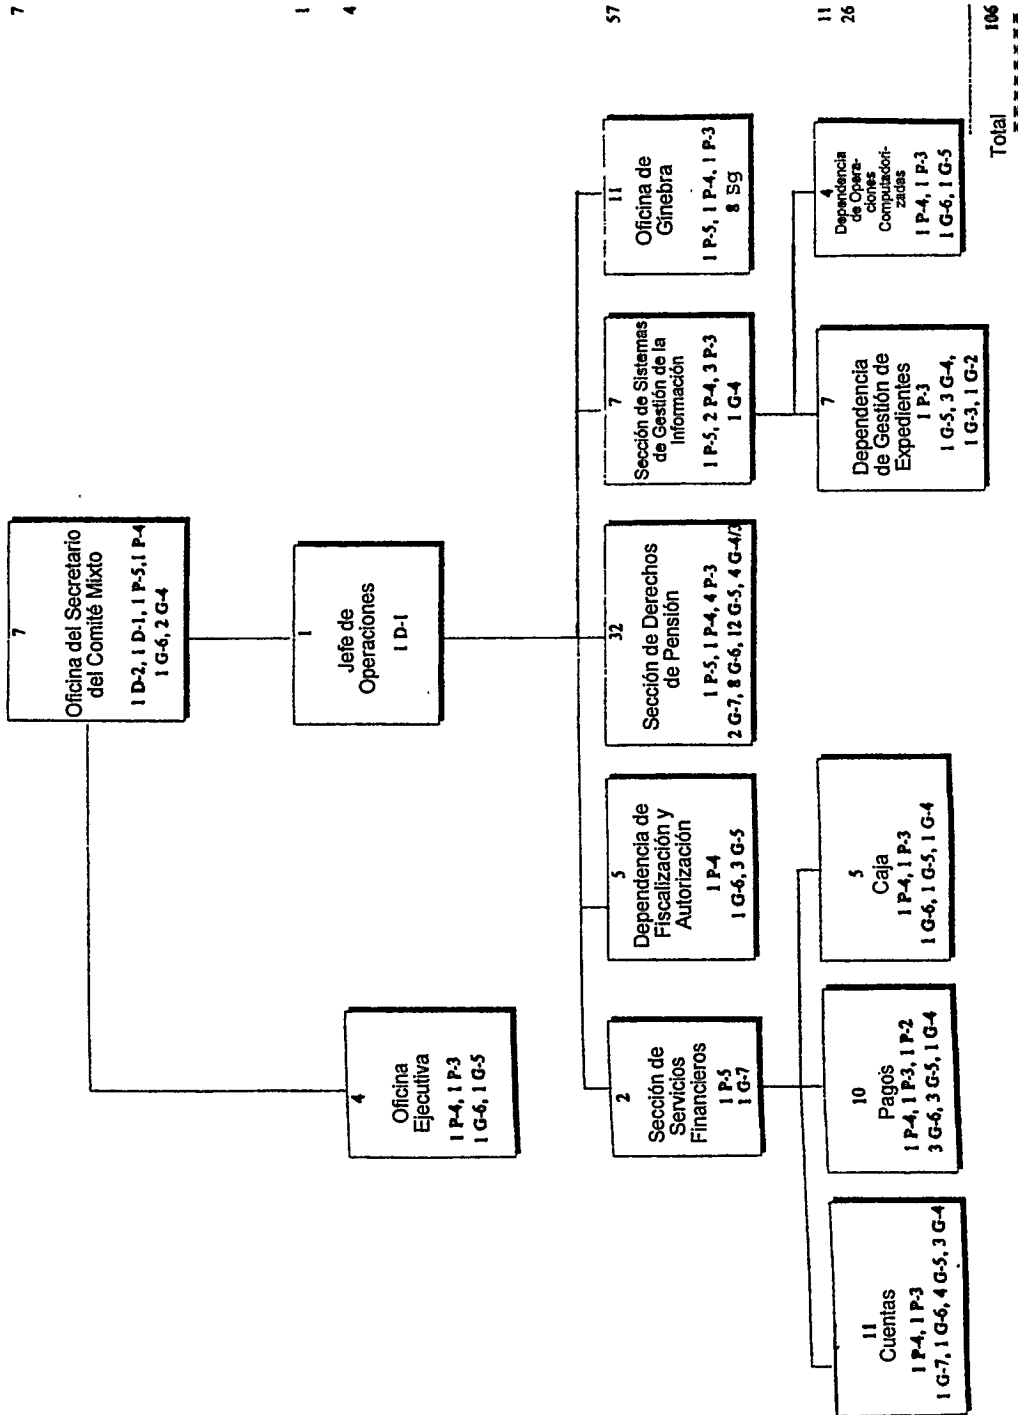 7
Oficina del Secretario
del Comité Mixto
1 D-2, 1 D-1, 1 P-5, 1 P-4
1 G-6, 2 G-4
7
1
Jefe de
Operaciones
1 D-1
1
4
Oficina
Ejecutiva
1 P-4, 1 P-3
1 G-6, 1 G-5
4
2
Sección de
Servicios
Financieros
1 P-5
1 G-7
5
Dependencia de
Fiscalización y
Autorización
1 P-4
1 G-6, 3 G-5
32
Sección de Derechos
de Pensión
1 P-5, 1 P-4, 4 P-3
2 G-7, 8 G-6, 12 G-5, 4 G-4/3
7
Sección de Sistemas
de Gestión de la
Información
1 P-5, 2 P-4, 3 P-3
1 G-4
11
Oficina de
Ginebra
1 P-5, 1 P-4, 1 P-3
8 Sg
57
11
Cuentas
1 P-4, 1 P-3
1 G-7, 1 G-6, 4 G-5, 3 G-4
10
Pagos
1 P-4, 1 P-3, 1 P-2
3 G-6, 3 G-5, 1 G-4
5
Caja
1 P-4, 1 P-3
1 G-6, 1 G-5, 1 G-4
7
Dependencia
de Gestión de
Expedientes
1 P-3
1 G-5, 3 G-4,
1 G-3, 1 G-2
4
Dependencia
de Opera-
ciones
Computadori-
zadas
1 P-4, 1 P-3
1 G-6, 1 G-5
11
26
Total
106